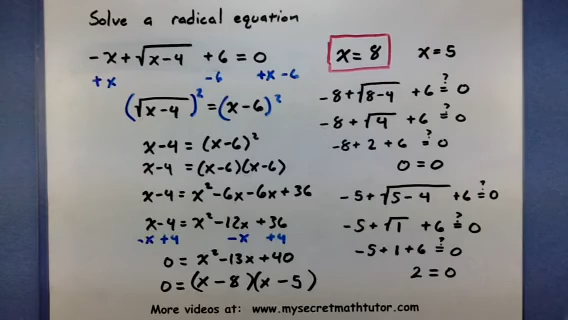 Solve a radical equation
-x + √(x-4) + 6 = 0
+x -6 +x -6
(√(x-4))² = (x-6)²
x-4 = (x-6)²
x-4 = (x-6)(x-6)
x-4 = x²-6x-6x+36
x-4 = x²-12x+36
-x +4 -x +4
0 = x²-13x+40
0 = (x-8)(x-5)
x = 8 x = 5
-8+√(8-4) +6 ?= 0
-8+√4 +6 ?= 0
-8+2+6 ?= 0
0 = 0
-5+√(5-4) +6 ?= 0
-5+√1 +6 ?= 0
-5+1+6 ?= 0
2 = 0
More videos at: www.mysecretmathtutor.com